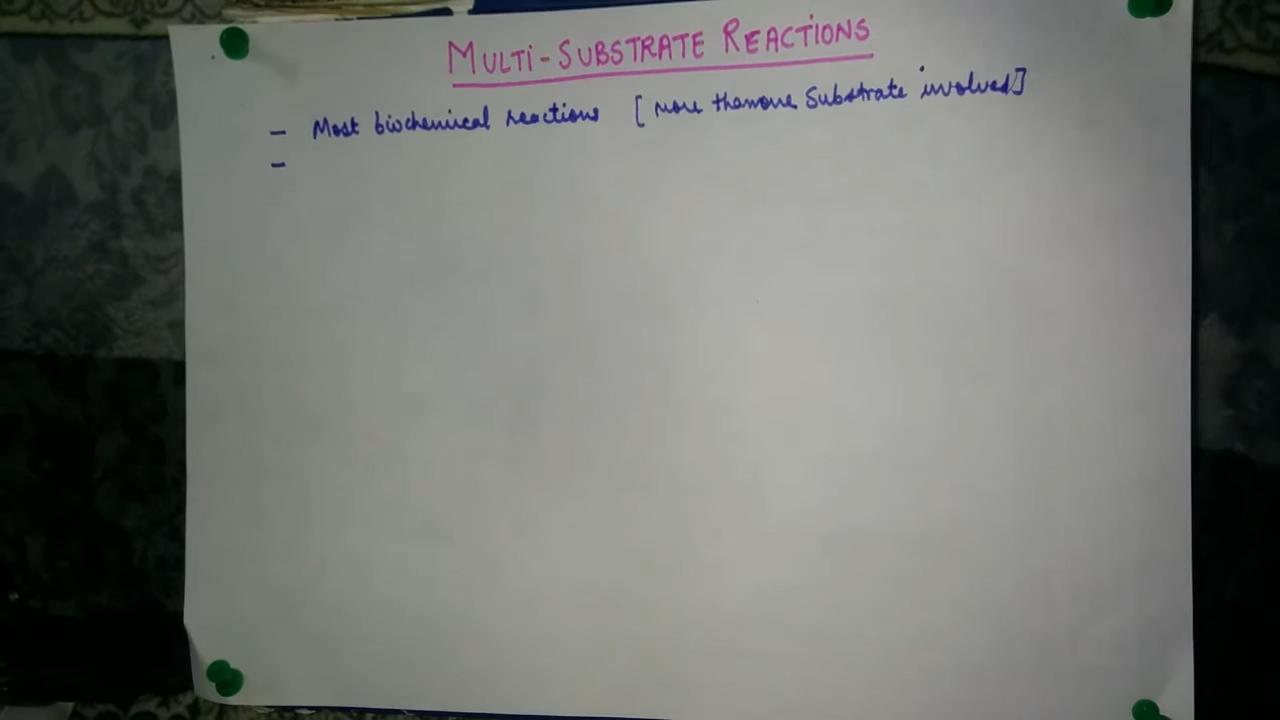 MULTI-SUBSTRATE REACTIONS
- Most biochemical reactions [more than one Substrate involved]
-